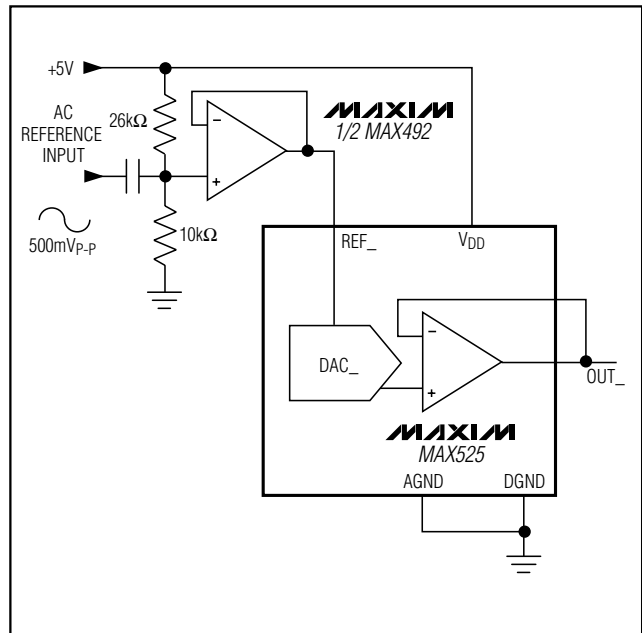 +5V
AC
REFERENCE
INPUT
26kΩ
MAXIM
1/2 MAX492
500mVP-P
10kΩ
REF_
VDD
DAC_
OUT_
MAXIM
MAX525
AGND
DGND
−
+
−
+